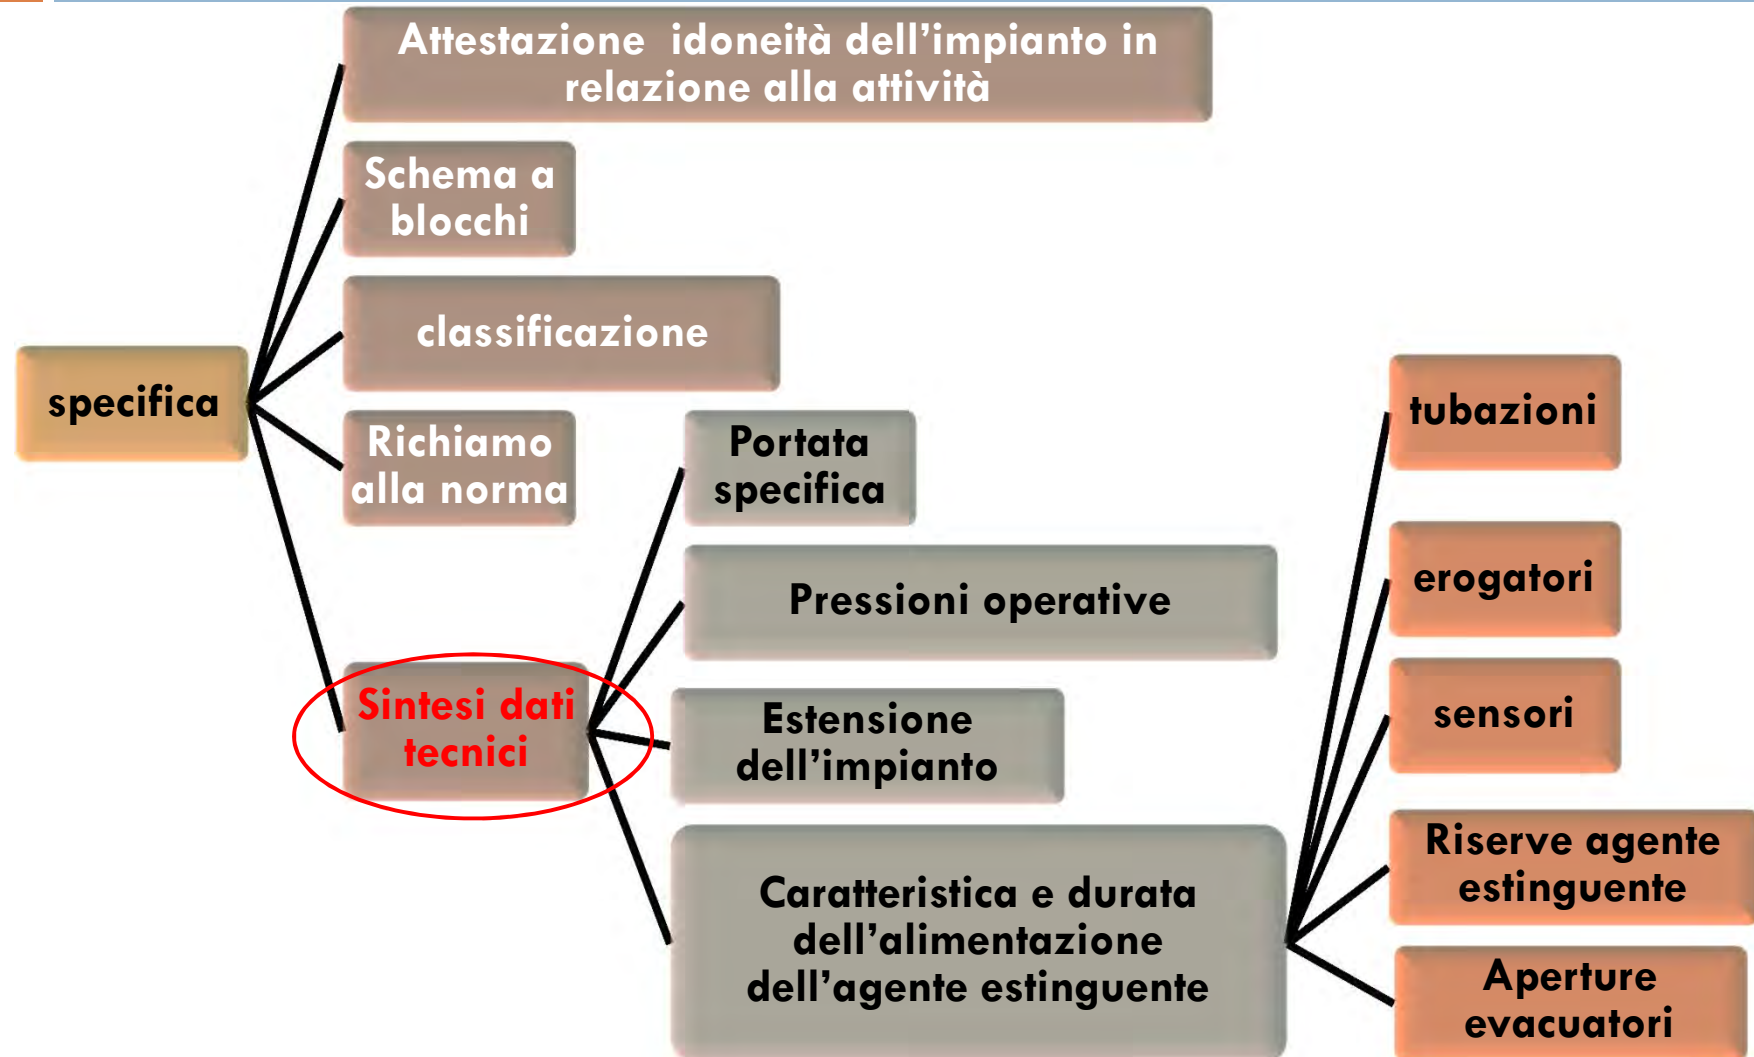 Attestazione idoneità dell’impianto in
relazione alla attività
Schema a
blocchi
classificazione
specifica
Richiamo
alla norma
Sintesi dati
tecnici
Portata
specifica
Pressioni operative
Estensione
dell’impianto
Caratteristica e durata
dell’alimentazione
dell’agente estinguente
tubazioni
erogatori
sensori
Riserve agente
estinguente
Aperture
evacuatori